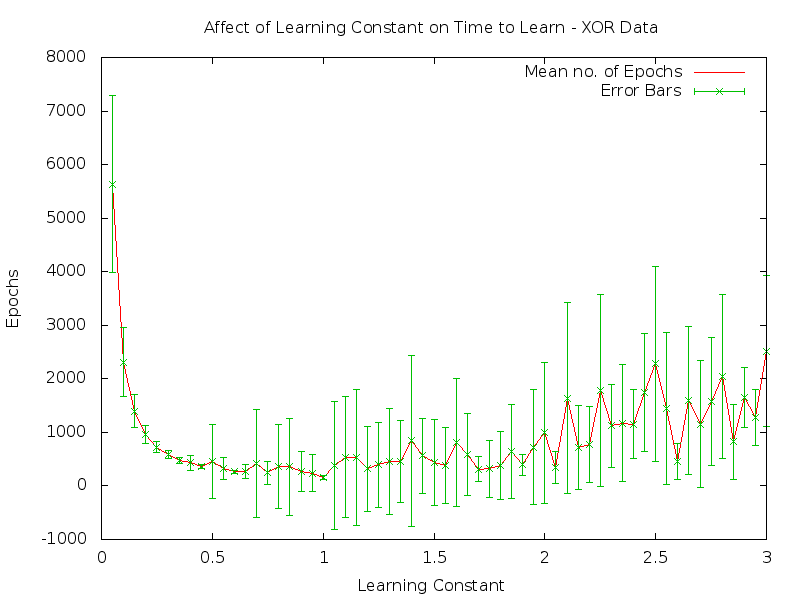 Affect of Learning Constant on Time to Learn - XOR Data
8000
7000
6000
5000
4000
3000
2000
1000
0
-1000
Epochs
Mean no. of Epochs
Error Bars
0 0.5 1 1.5 2 2.5 3
Learning Constant